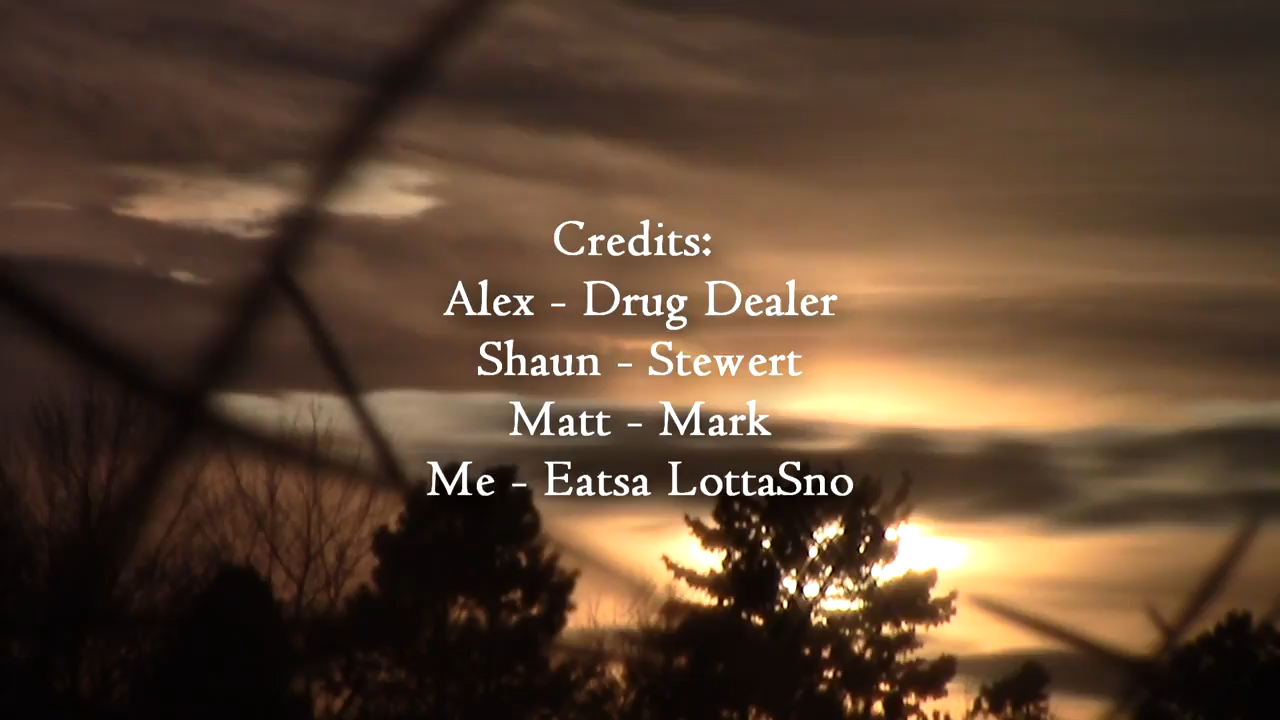 Credits:
Alex - Drug Dealer
Shaun - Stewert
Matt - Mark
Me - Eatsa LottaSno